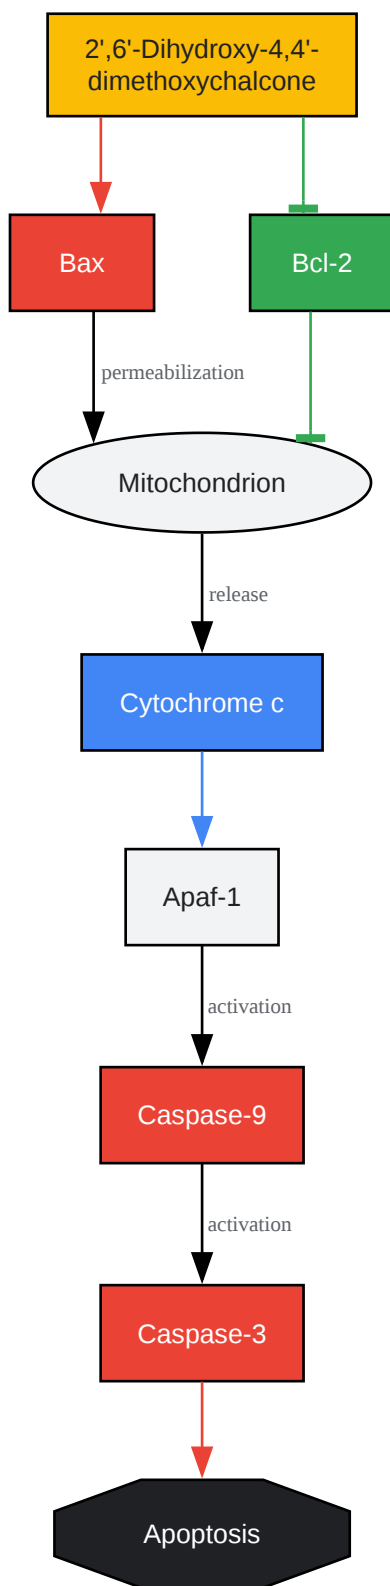 2',6'-Dihydroxy-4,4'-
dimethoxychalcone
Bax
Bcl-2
permeabilization
Mitochondrion
release
Cytochrome c
Apaf-1
activation
Caspase-9
activation
Caspase-3
Apoptosis